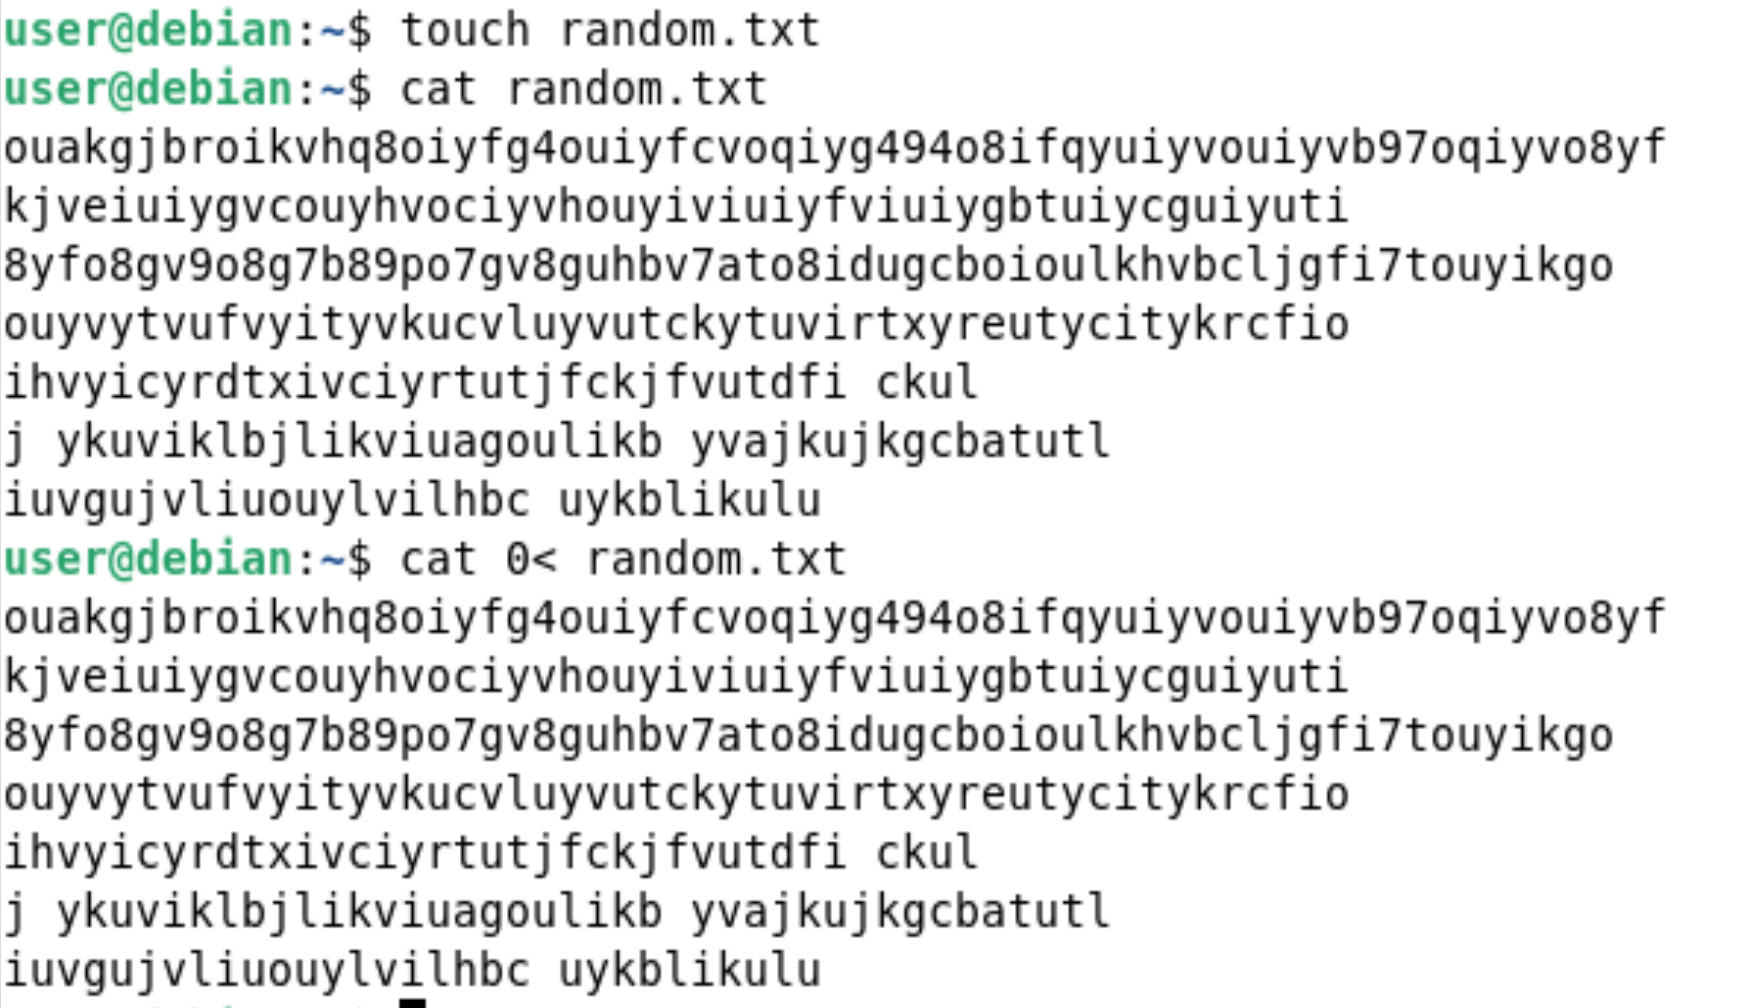 user@debian:~$ touch random.txt
user@debian:~$ cat random.txt
ouakgjbroikvhq8oiyfg4ouiyfcvoqiyg494o8ifqyuiyvouiyvb97oqiyvo8yf
kjveiuiygvcouyhvociyvhouyiviuiyfviuiygbtuiycguiyuti
8yfo8gv9o8g7b89po7gv8guhbv7ato8idugcboioulkhvbcljgfi7touyikgo
ouyvytvufvyityvkucvluyvutckytuvirtxyreutycitykrcfio
ihvyicyrdtxivciyrtutjfckjfvutdfi ckul
j ykuviklbjlikviuagoulikb yvajkujkgcbatutl
iuvgujvliuouylvilhbc uykblikulu
user@debian:~$ cat 0< random.txt
ouakgjbroikvhq8oiyfg4ouiyfcvoqiyg494o8ifqyuiyvouiyvb97oqiyvo8yf
kjveiuiygvcouyhvociyvhouyiviuiyfviuiygbtuiycguiyuti
8yfo8gv9o8g7b89po7gv8guhbv7ato8idugcboioulkhvbcljgfi7touyikgo
ouyvytvufvyityvkucvluyvutckytuvirtxyreutycitykrcfio
ihvyicyrdtxivciyrtutjfckjfvutdfi ckul
j ykuviklbjlikviuagoulikb yvajkujkgcbatutl
iuvgujvliuouylvilhbc uykblikulu